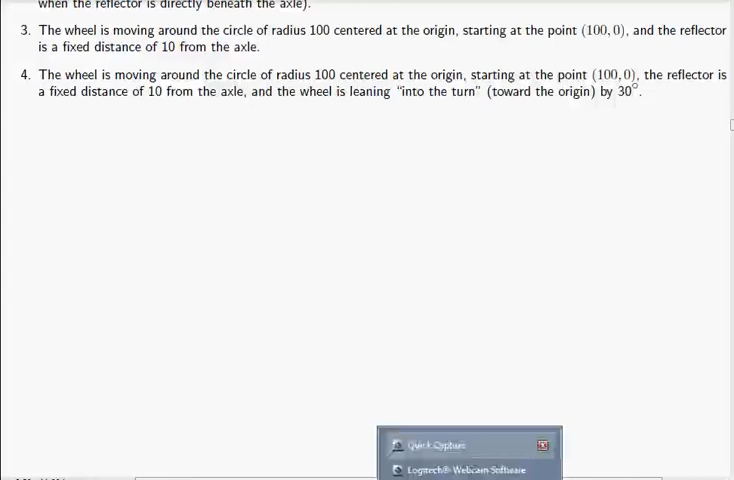 when the reflector is directly beneath the axle).
3. The wheel is moving around the circle of radius 100 centered at the origin, starting at the point (100, 0), and the reflector
is a fixed distance of 10 from the axle.
4. The wheel is moving around the circle of radius 100 centered at the origin, starting at the point (100, 0), the reflector is
a fixed distance of 10 from the axle, and the wheel is leaning "into the turn" (toward the origin) by 30°.
Quick Capture
Logitech® Webcam Software